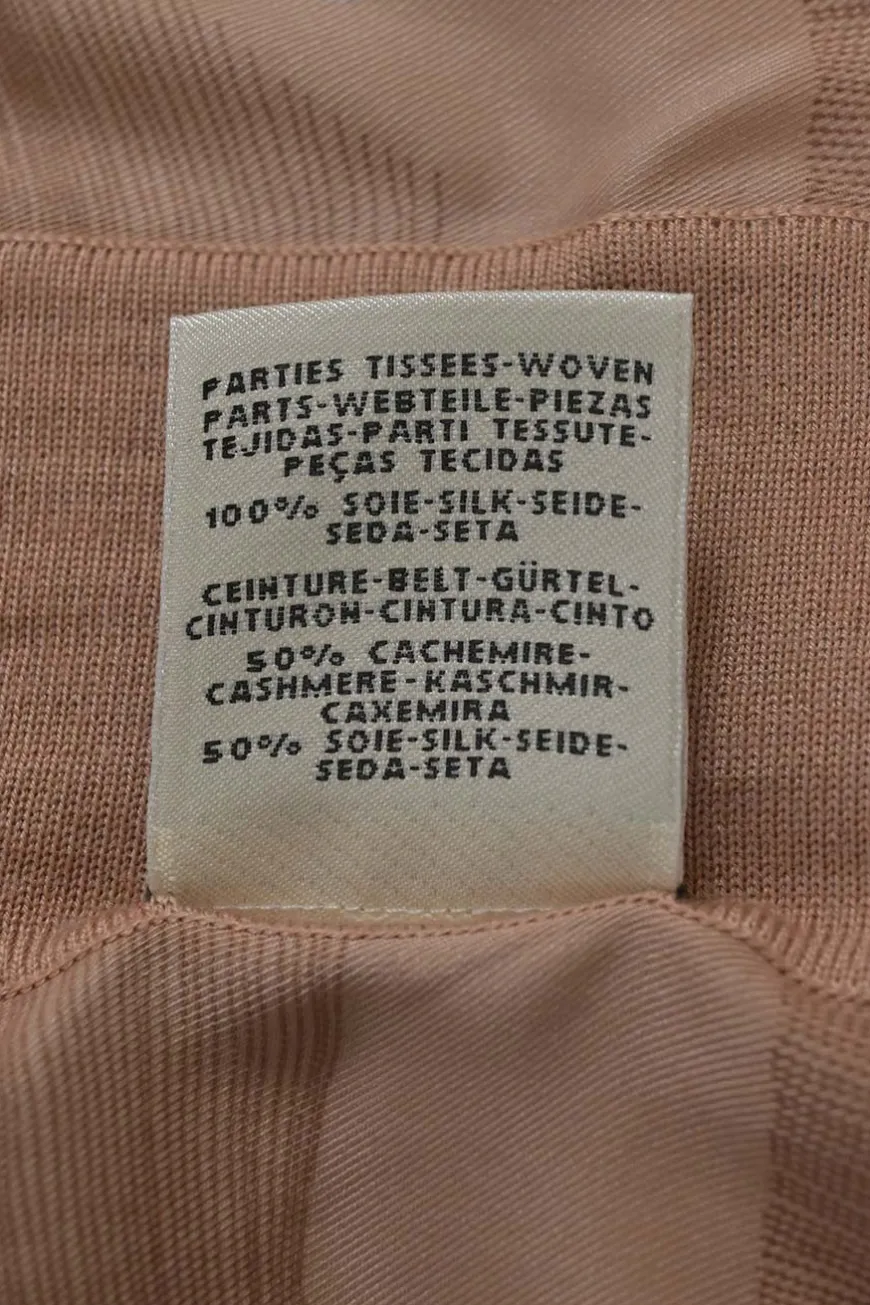 PARTIES TISSEES-WOVEN
PARTS-WEBTEILE-PIEZAS
TEJIDAS-PARTI TESSUTE-
PEÇAS TECIDAS
100% SOIE-SILK-SEIDE-
SEDA-SETA
CEINTURE-BELT-GÜRTEL-
CINTURON-CINTURA-CINTO
50% CACHEMIRE-
CASHMERE-KASCHMIR-
CAXEMIRA
50% SOIE-SILK-SEIDE-
SEDA-SETA